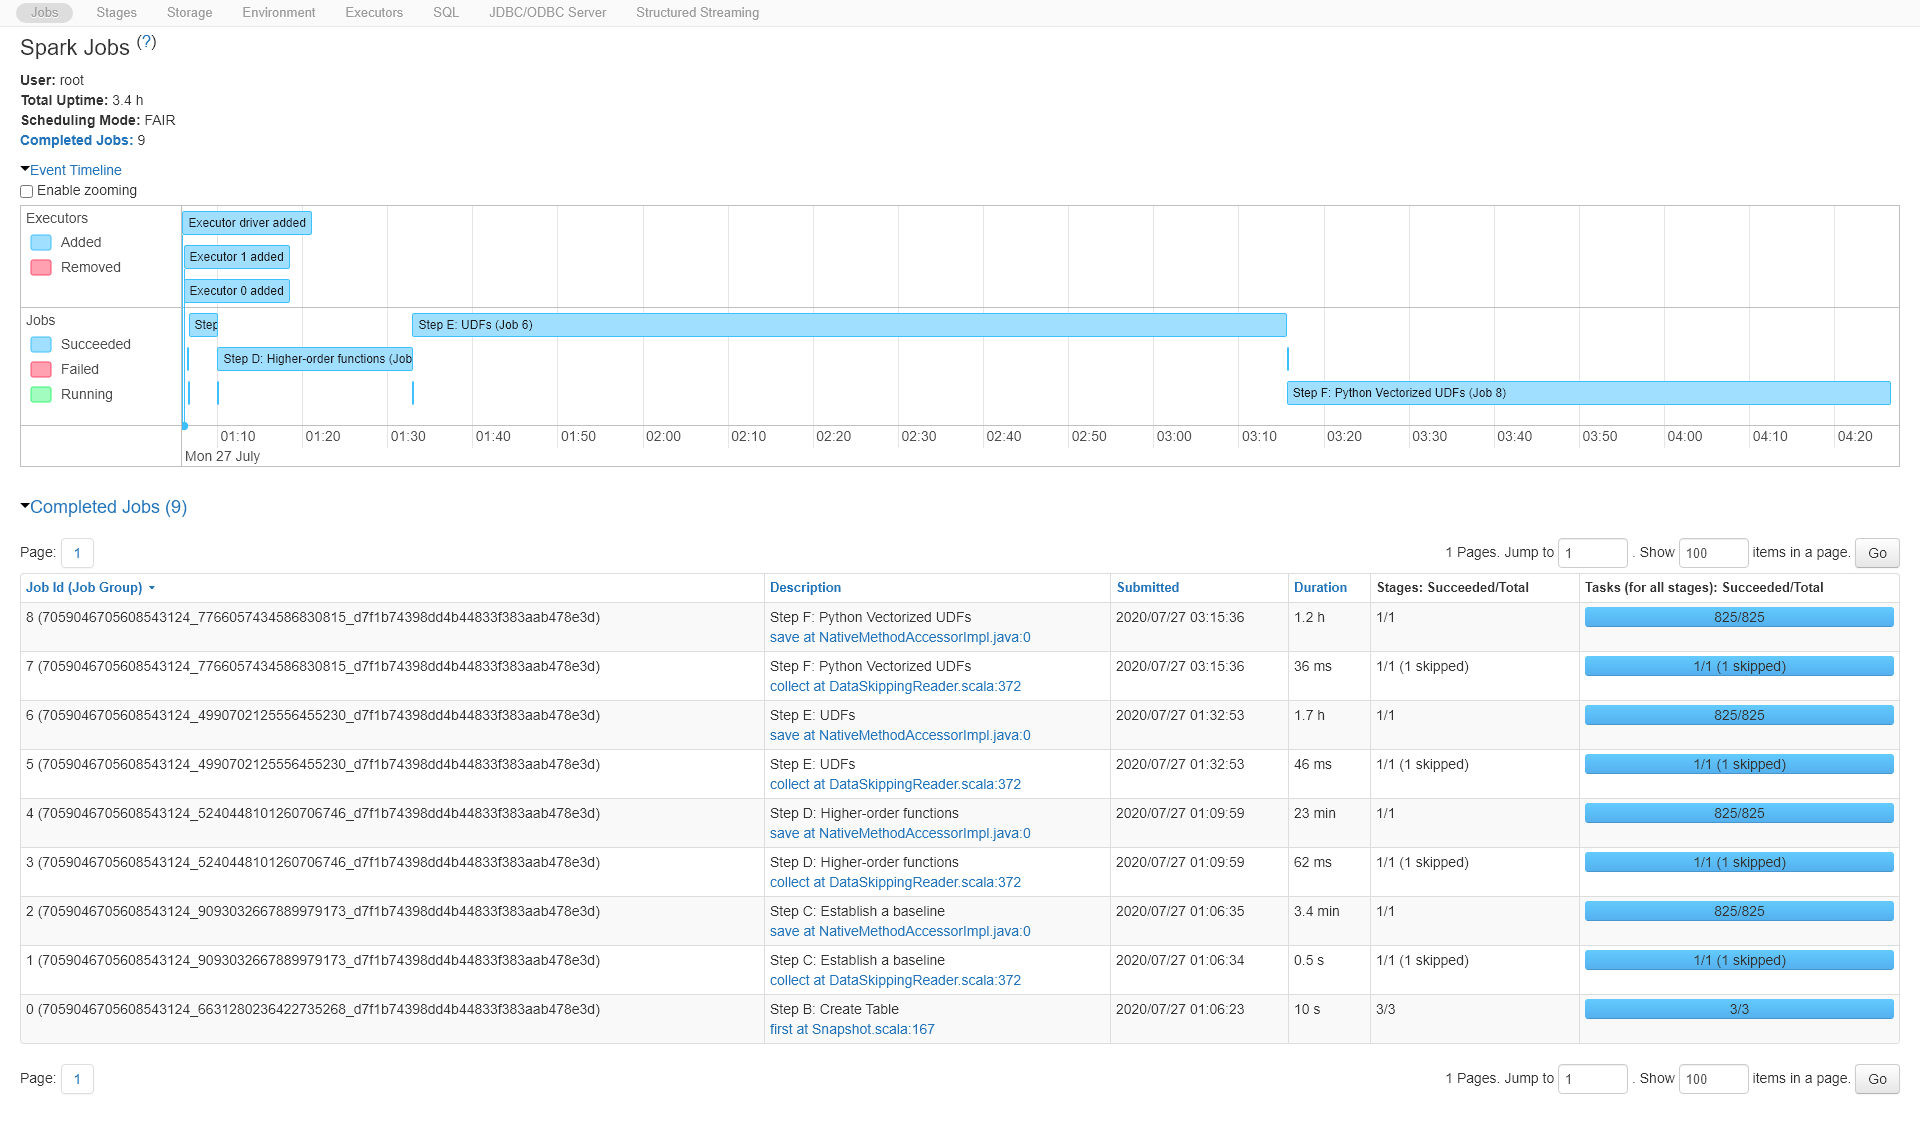 Jobs Stages Storage Environment Executors SQL JDBC/ODBC Server Structured Streaming
Spark Jobs (?)
User: root
Total Uptime: 3.4 h
Scheduling Mode: FAIR
Completed Jobs: 9
Event Timeline
Enable zooming
Executors
Added
Removed
Executor driver added
Executor 1 added
Executor 0 added
Jobs
Succeeded
Failed
Running
Step
Step E: UDFs (Job 6)
Step D: Higher-order functions (Job
Step F: Python Vectorized UDFs (Job 8)
01:10 01:20 01:30 01:40 01:50 02:00 02:10 02:20 02:30 02:40 02:50 03:00 03:10 03:20 03:30 03:40 03:50 04:00 04:10 04:20
Mon 27 July
Completed Jobs (9)
Page: 1 1 Pages. Jump to 1 . Show 100 items in a page. Go
Job Id (Job Group) Description Submitted Duration Stages: Succeeded/Total Tasks (for all stages): Succeeded/Total
8 (7059046705608543124_7766057434586830815_d7f1b74398dd4b44833f383aab478e3d) Step F: Python Vectorized UDFs 2020/07/27 03:15:36 1.2 h 1/1 825/825
save at NativeMethodAccessorImpl.java:0
7 (7059046705608543124_7766057434586830815_d7f1b74398dd4b44833f383aab478e3d) Step F: Python Vectorized UDFs 2020/07/27 03:15:36 36 ms 1/1 (1 skipped) 1/1 (1 skipped)
collect at DataSkippingReader.scala:372
6 (7059046705608543124_4990702125556455230_d7f1b74398dd4b44833f383aab478e3d) Step E: UDFs 2020/07/27 01:32:53 1.7 h 1/1 825/825
save at NativeMethodAccessorImpl.java:0
5 (7059046705608543124_4990702125556455230_d7f1b74398dd4b44833f383aab478e3d) Step E: UDFs 2020/07/27 01:32:53 46 ms 1/1 (1 skipped) 1/1 (1 skipped)
collect at DataSkippingReader.scala:372
4 (7059046705608543124_5240448101260706746_d7f1b74398dd4b44833f383aab478e3d) Step D: Higher-order functions 2020/07/27 01:09:59 23 min 1/1 825/825
save at NativeMethodAccessorImpl.java:0
3 (7059046705608543124_5240448101260706746_d7f1b74398dd4b44833f383aab478e3d) Step D: Higher-order functions 2020/07/27 01:09:59 62 ms 1/1 (1 skipped) 1/1 (1 skipped)
collect at DataSkippingReader.scala:372
2 (7059046705608543124_9093032667889979173_d7f1b74398dd4b44833f383aab478e3d) Step C: Establish a baseline 2020/07/27 01:06:35 3.4 min 1/1 825/825
save at NativeMethodAccessorImpl.java:0
1 (7059046705608543124_9093032667889979173_d7f1b74398dd4b44833f383aab478e3d) Step C: Establish a baseline 2020/07/27 01:06:34 0.5 s 1/1 (1 skipped) 1/1 (1 skipped)
collect at DataSkippingReader.scala:372
0 (7059046705608543124_6631280236422735268_d7f1b74398dd4b44833f383aab478e3d) Step B: Create Table 2020/07/27 01:06:23 10 s 3/3 3/3
first at Snapshot.scala:167
Page: 1 1 Pages. Jump to 1 . Show 100 items in a page. Go